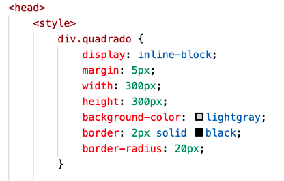 <head>
<style>
div.quadrado {
display: inline-block;
margin: 5px;
width: 300px;
height: 300px;
background-color: lightgray;
border: 2px solid black;
border-radius: 20px;
}